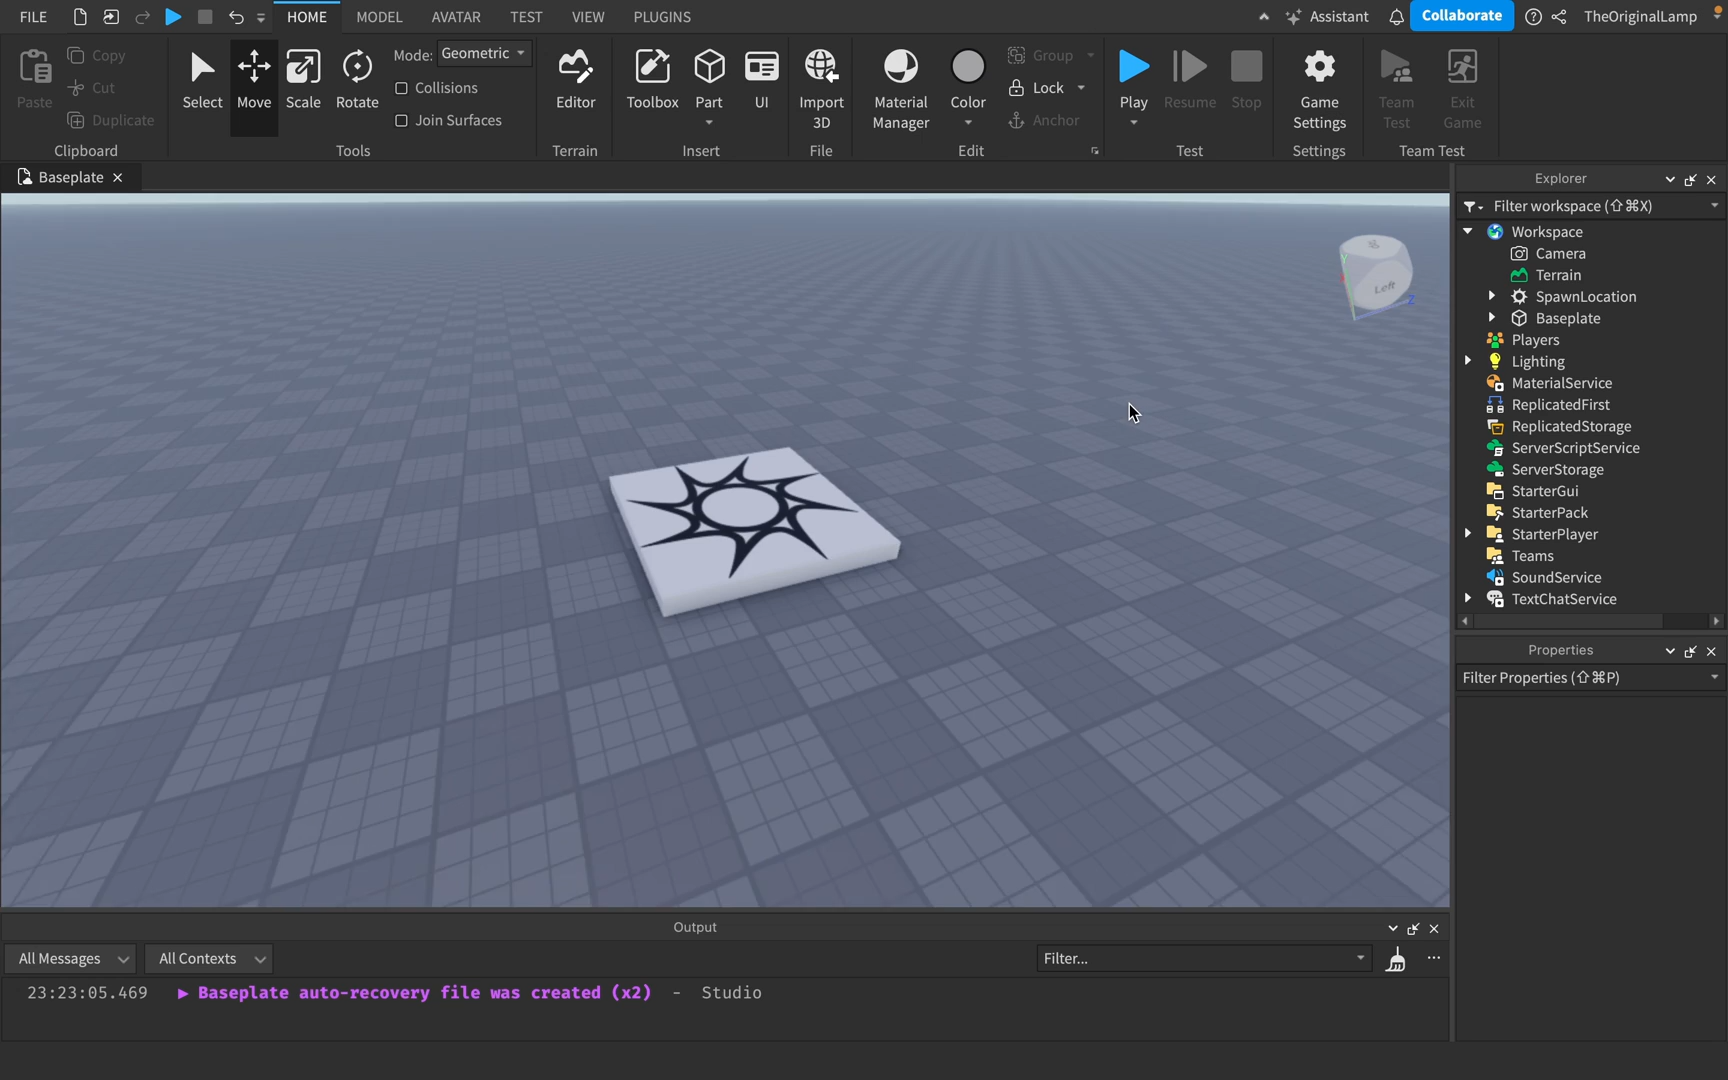 FILE HOME MODEL AVATAR TEST VIEW PLUGINS Assistant Collaborate TheOriginalLamp
Paste Copy Cut Duplicate
Clipboard
Select Move Scale Rotate
Mode: Geometric
Collisions
Join Surfaces
Tools
Editor
Terrain
Toolbox Part UI
Insert
Import 3D
File
Material Manager
Color
Group
Lock
Anchor
Edit
Play Resume Stop
Test
Game Settings
Settings
Team Test
Exit Game
Team Test
Baseplate
Left
Y
Z
Explorer
Filter workspace (⇧⌘X)
Workspace
Camera
Terrain
SpawnLocation
Baseplate
Players
Lighting
MaterialService
ReplicatedFirst
ReplicatedStorage
ServerScriptService
ServerStorage
StarterGui
StarterPack
StarterPlayer
Teams
SoundService
TextChatService
Properties
Filter Properties (⇧⌘P)
Output
All Messages All Contexts Filter...
23:23:05.469 ▶ Baseplate auto-recovery file was created (x2) - Studio